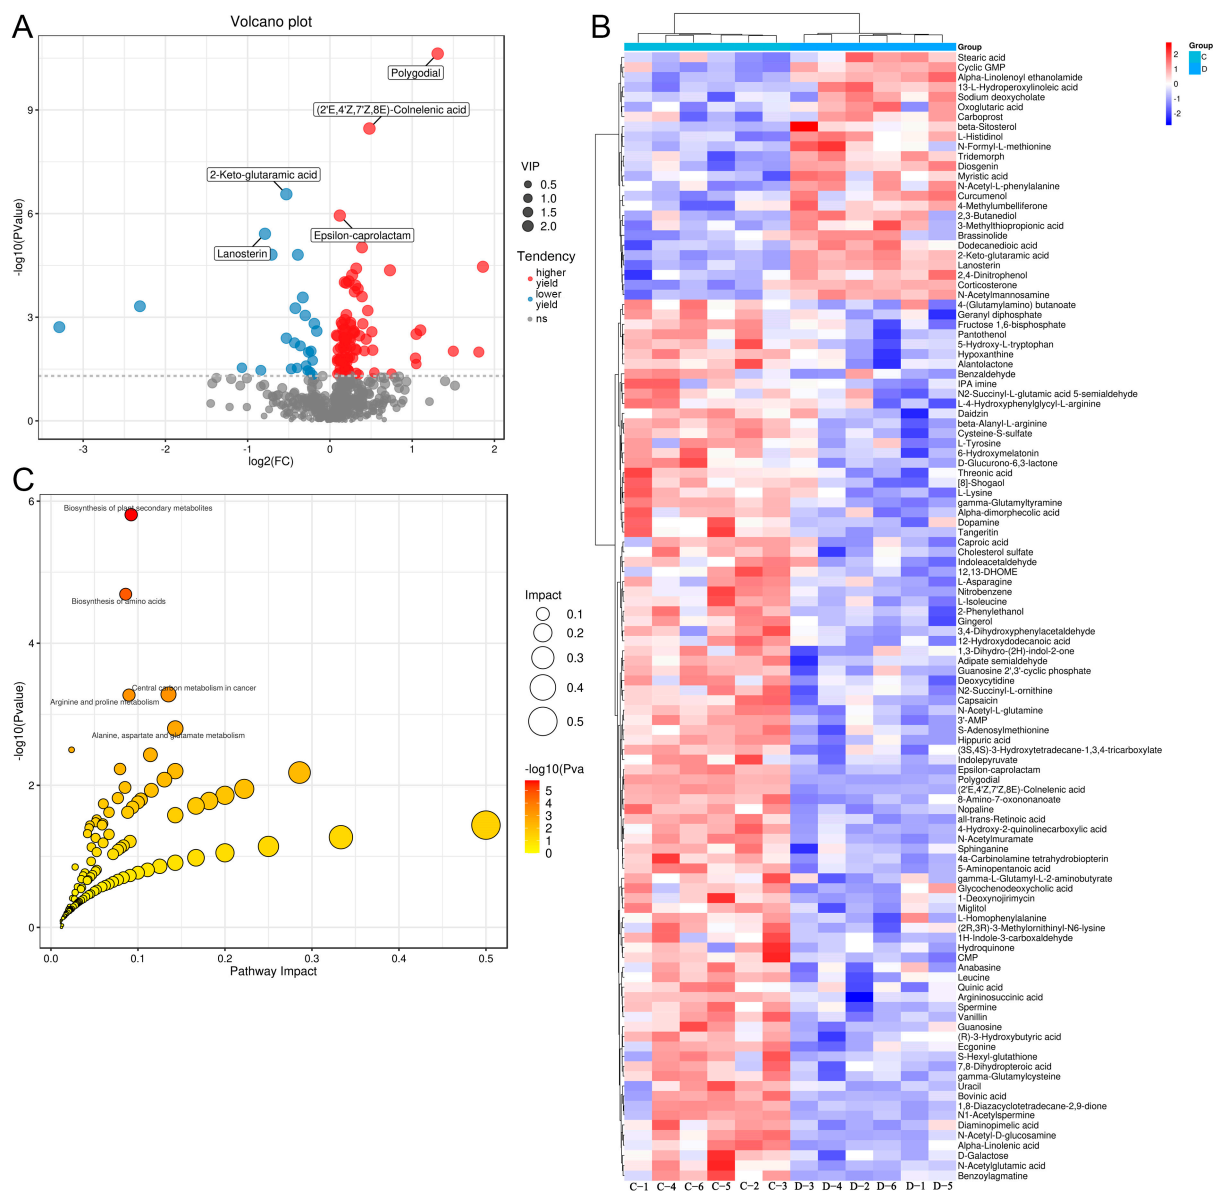 A
Volcano plot
Polygodial
(2'E,4'Z,7'Z,8E)-Colnelenic acid
2-Keto-glutaramic acid
Epsilon-caprolactam
Lanosterin
-log10(PValue)
9
6
3
0
-3
-2
-1
0
1
2
log2(FC)
VIP
0.5
1.0
1.5
2.0
Tendency
higher
yield
lower
yield
ns
B
Group
Stearic acid
Cyclic GMP
Alpha-Linolenoyl ethanolamide
13-L-Hydroperoxylinoleic acid
Sodium deoxycholate
Oxoglutaric acid
Carboprost
beta-Sitosterol
L-Histidinol
N-Formyl-L-methionine
Tridemorph
Diosgenin
Myristic acid
N-Acetyl-L-phenylalanine
Curcumenol
4-Methylumbelliferone
2,3-Butanediol
3-Methylthiopropionic acid
Brassinolide
Dodecanedioic acid
2-Keto-glutaramic acid
Lanosterin
2,4-Dinitrophenol
Corticosterone
N-Acetylmannosamine
4-(Glutamylamino) butanoate
Geranyl diphosphate
Fructose 1,6-bisphosphate
Pantothenol
5-Hydroxy-L-tryptophan
Hypoxanthine
Alantolactone
Benzaldehyde
IPA imine
N2-Succinyl-L-glutamic acid 5-semialdehyde
L-4-Hydroxyphenylglycyl-L-arginine
Daidzin
beta-Alanyl-L-arginine
Cysteine-S-sulfate
L-Tyrosine
6-Hydroxymelatonin
D-Glucurono-6,3-lactone
Threonic acid
[8]-Shogaol
L-Lysine
gamma-Glutamyltyramine
Alpha-dimorphecolic acid
Dopamine
Tangeritin
Caproic acid
Cholesterol sulfate
Indoleacetaldehyde
12,13-DHOME
L-Asparagine
Nitrobenzene
L-Isoleucine
2-Phenylethanol
Gingerol
3,4-Dihydroxyphenylacetaldehyde
12-Hydroxydodecanoic acid
1,3-Dihydro-(2H)-indol-2-one
Adipate semialdehyde
Guanosine 2',3'-cyclic phosphate
Deoxycytidine
N2-Succinyl-L-ornithine
Capsaicin
N-Acetyl-L-glutamine
3'-AMP
S-Adenosylmethionine
Hippuric acid
(3S,4S)-3-Hydroxytetradecane-1,3,4-tricarboxylate
Indolepyruvate
Epsilon-caprolactam
Polygodial
(2'E,4'Z,7'Z,8E)-Colnelenic acid
8-Amino-7-oxononanoate
Nopaline
all-trans-Retinoic acid
4-Hydroxy-2-quinolinecarboxylic acid
N-Acetylmuramate
Sphinganine
4a-Carbinolamine tetrahydrobiopterin
5-Aminopentanoic acid
gamma-L-Glutamyl-L-2-aminobutyrate
Glycochenodeoxycholic acid
1-Deoxynojirimycin
Miglitol
L-Homophenylalanine
(2R,3R)-3-Methylornithinyl-N6-lysine
1H-Indole-3-carboxaldehyde
Hydroquinone
CMP
Anabasine
Leucine
Quinic acid
Argininosuccinic acid
Spermine
Vanillin
Guanosine
(R)-3-Hydroxybutyric acid
Ecgonine
S-Hexyl-glutathione
7,8-Dihydropteroic acid
gamma-Glutamylcysteine
Uracil
Bovinic acid
1,8-Diazacyclotetradecane-2,9-dione
N1-Acetylspermine
Diaminopimelic acid
N-Acetyl-D-glucosamine
Alpha-Linolenic acid
D-Galactose
N-Acetylglutamic acid
Benzoylagmatine
C-1 C-4 C-6 C-5 C-2 C-3 D-3 D-4 D-2 D-6 D-1 D-5
2
1
0
-1
-2
Group
C
D
C
Biosynthesis of plant secondary metabolites
Biosynthesis of amino acids
Central carbon metabolism in cancer
Arginine and proline metabolism
Alanine, aspartate and glutamate metabolism
-log10(Pvalue)
6
4
2
0
0.0
0.1
0.2
0.3
0.4
0.5
Pathway Impact
Impact
0.1
0.2
0.3
0.4
0.5
-log10(Pva
5
4
3
2
1
0